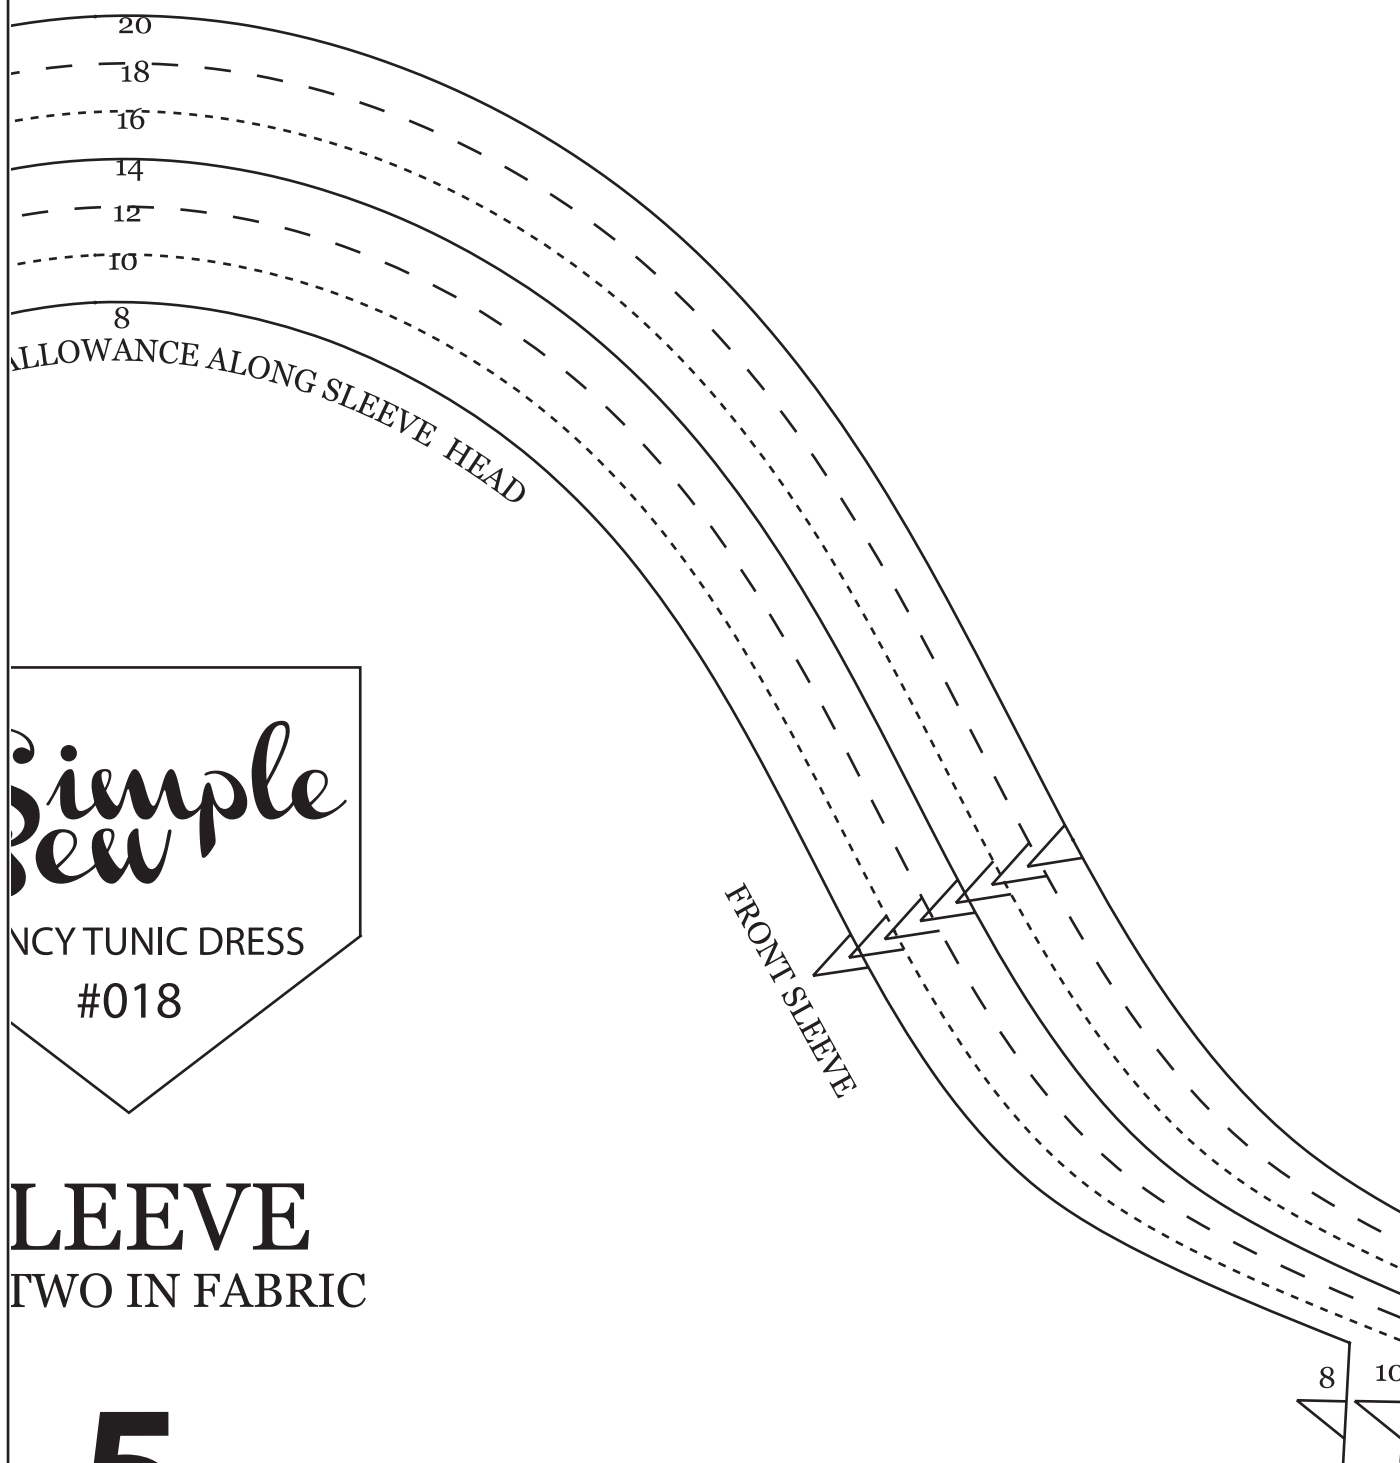 20
18
16
14
12
10
8
ALLOWANCE ALONG SLEEVE HEAD
Simple
Sew
NCY TUNIC DRESS
#018
FRONT SLEEVE
LEEVE
TWO IN FABRIC
8 10
5